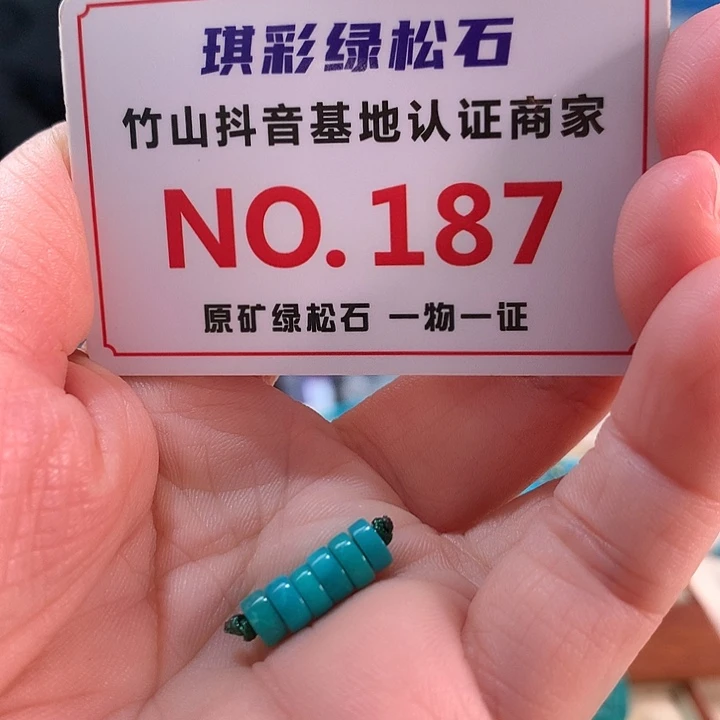 琪彩绿松石
竹山抖音基地认证商家
NO.187
原矿绿松石 一物一证